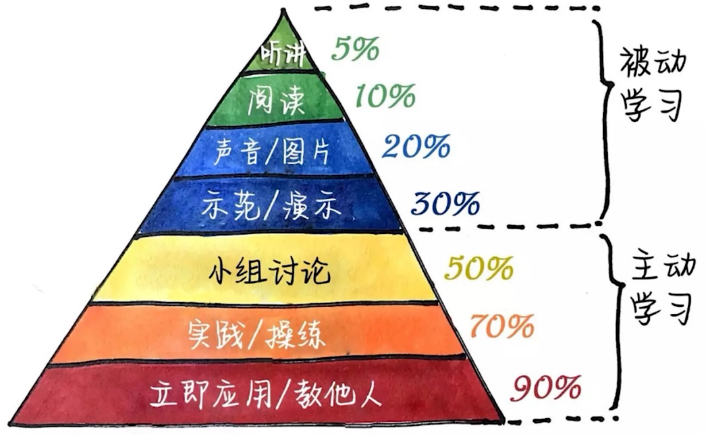 听讲 5%
阅读 10%
声音/图片 20%
示范/演示 30%
小组讨论 50%
实践/操练 70%
立即应用/教他人 90%
被动
学习
主动
学习